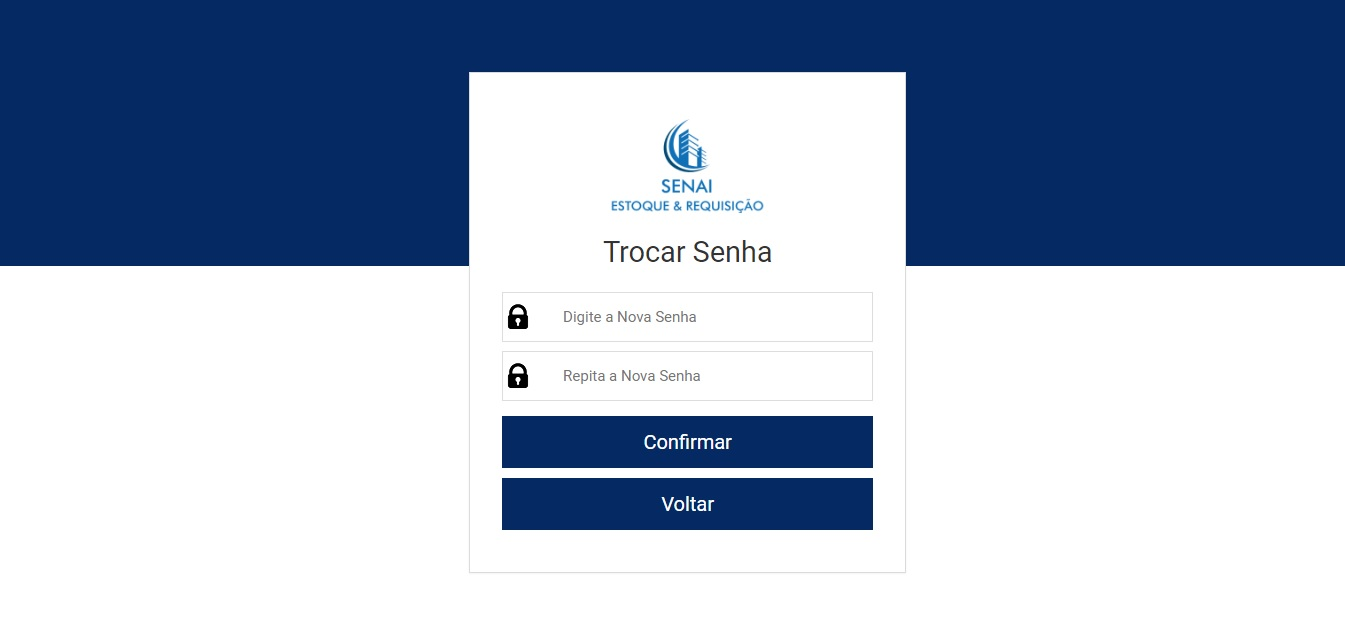 SENAI
ESTOQUE & REQUISIÇÃO
Trocar Senha
Digite a Nova Senha
Repita a Nova Senha
Confirmar
Voltar